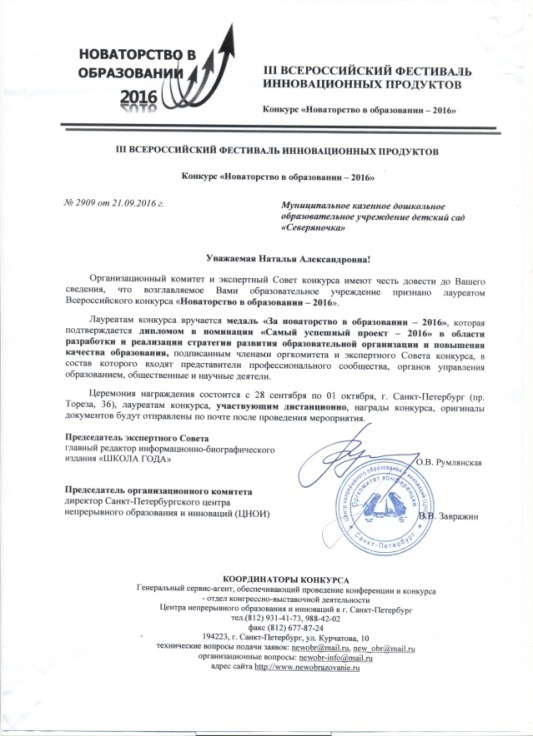 НОВАТОРСТВО В
ОБРАЗОВАНИИ
2016
III ВСЕРОССИЙСКИЙ ФЕСТИВАЛЬ
ИННОВАЦИОННЫХ ПРОДУКТОВ
Конкурс «Новаторство в образовании – 2016»
III ВСЕРОССИЙСКИЙ ФЕСТИВАЛЬ ИННОВАЦИОННЫХ ПРОДУКТОВ
Конкурс «Новаторство в образовании – 2016»
№ 2909 от 21.09.2016 г.
Муниципальное казенное дошкольное
образовательное учреждение детский сад
«Северяночка»
Уважаемая Наталья Александровна!
Организационный комитет и экспертный Совет конкурса имеют честь довести до Вашего
сведения, что возглавляемое Вами образовательное учреждение признано лауреатом
Всероссийского конкурса «Новаторство в образовании – 2016».
Лауреатам конкурса вручается медаль «За новаторство в образовании – 2016», которая
подтверждается дипломом в номинации «Самый успешный проект – 2016» в области
разработки и реализации стратегии развития образовательной организации и повышения
качества образования, подписанным членами оргкомитета и экспертного Совета конкурса, в
состав которого входят представители профессионального сообщества, органов управления
образованием, общественные и научные деятели.
Церемония награждения состоится с 28 сентября по 01 октября, г. Санкт-Петербург (пр.
Тореза, 36), лауреатам конкурса, участвующим дистанционно, награды конкурса, оригиналы
документов будут отправлены по почте после проведения мероприятия.
Председатель экспертного Совета
главный редактор информационно-биографического
издания «ШКОЛА ГОДА»
О.В. Румлянская
Председатель организационного комитета
директор Санкт-Петербургского центра
непрерывного образования и инноваций (ЦНОИ)
В.В. Завражин
Центр непрерывного образования и инноваций (ЦНОИ)
Оргкомитет конференций
Санкт-Петербург
КООРДИНАТОРЫ КОНКУРСА
Генеральный сервис-агент, обеспечивающий проведение конференции и конкурса
- отдел конгрессно-выставочной деятельности
Центра непрерывного образования и инноваций в г. Санкт-Петербург
тел.(812) 931-41-73, 988-42-02
факс (812) 677-87-24
194223, г. Санкт-Петербург, ул. Курчатова, 10
технические вопросы подачи заявок: newobr@mail.ru, new_obr@mail.ru
организационные вопросы: newobr-info@mail.ru
адрес сайта http://www.newobrazovanie.ru